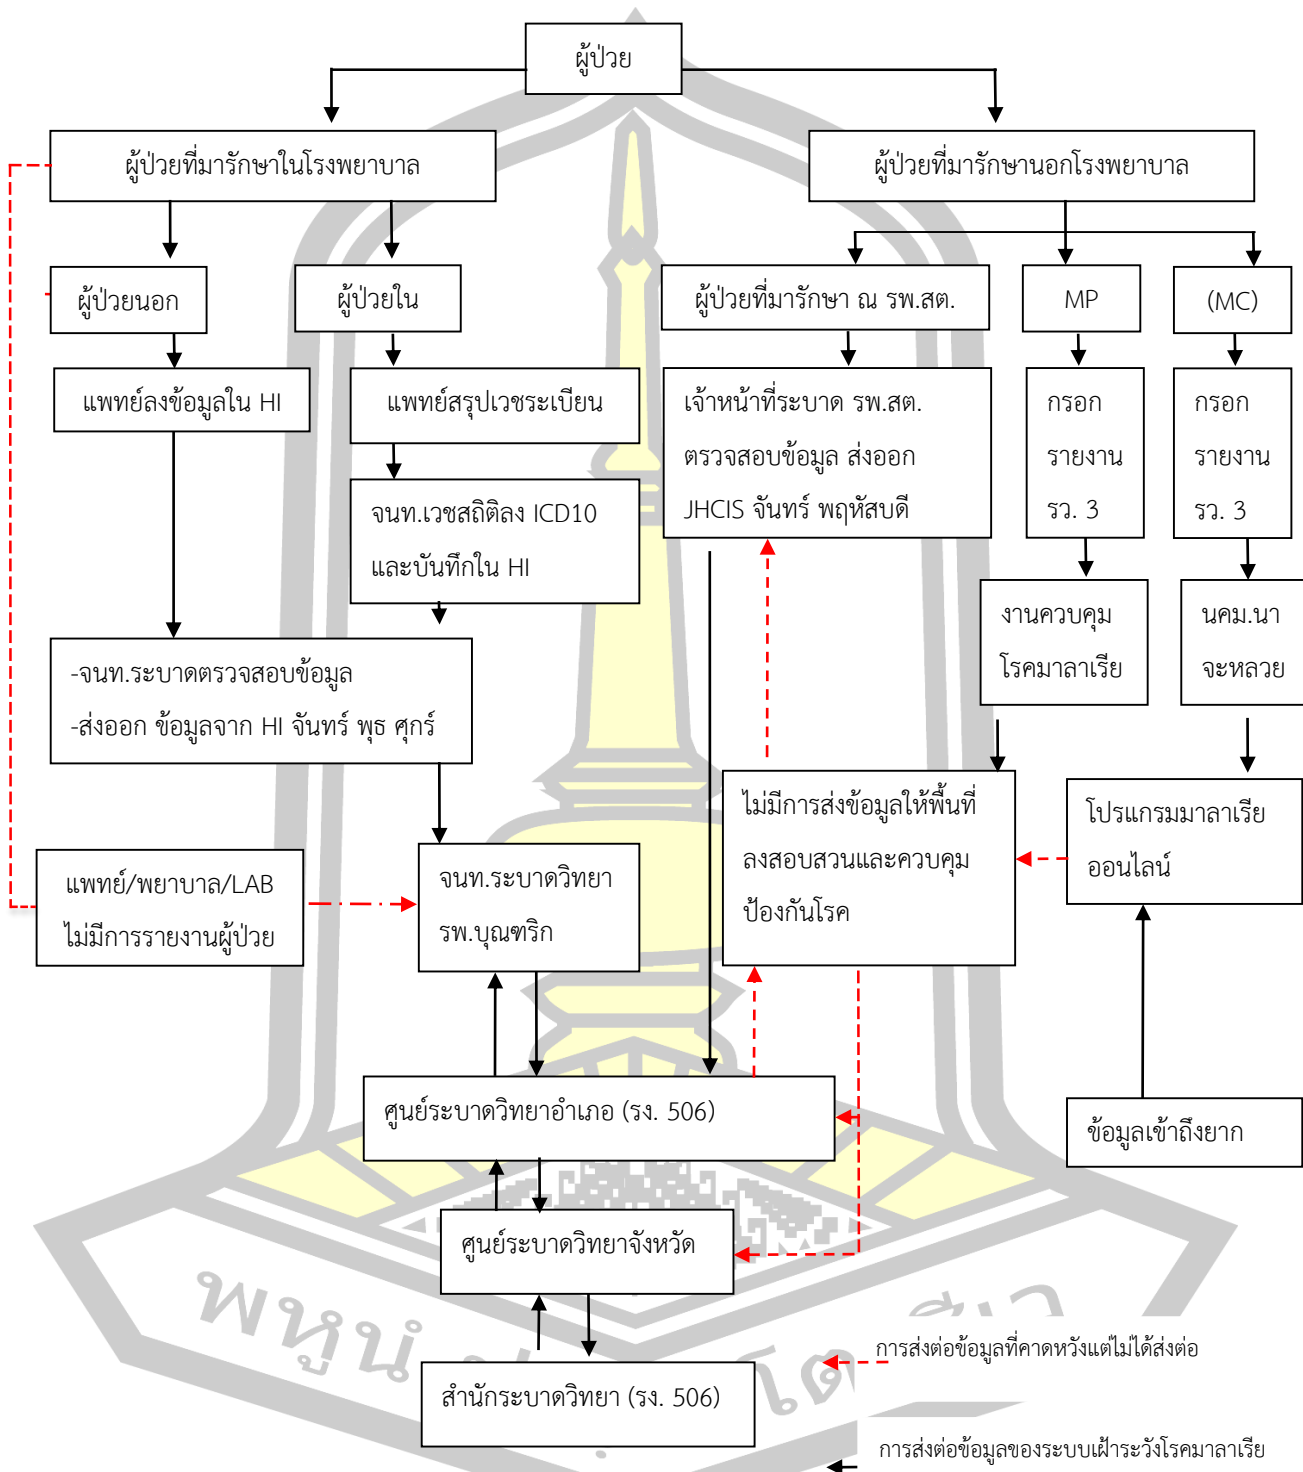 ผู้ป่วย
ผู้ป่วยที่มารักษาในโรงพยาบาล
ผู้ป่วยที่มารักษานอกโรงพยาบาล
ผู้ป่วยนอก
ผู้ป่วยใน
ผู้ป่วยที่มารักษา ณ รพ.สต.
MP
(MC)
แพทย์ลงข้อมูลใน HI
แพทย์สรุปเวชระเบียน
เจ้าหน้าที่ระบาด รพ.สต.
ตรวจสอบข้อมูล ส่งออก
JHCIS จันทร์ พฤหัสบดี
กรอก
รายงาน
รว. 3
กรอก
รายงาน
รว. 3
จนท.เวชสถิติลง ICD10
และบันทึกใน HI
งานควบคุม
โรคมาลาเรีย
นคม.นา
จะหลวย
-จนท.ระบาดตรวจสอบข้อมูล
-ส่งออก ข้อมูลจาก HI จันทร์ พุธ ศุกร์
ไม่มีการส่งข้อมูลให้พื้นที่
ลงสอบสวนและควบคุม
ป้องกันโรค
โปรแกรมมาลาเรีย
ออนไลน์
แพทย์/พยาบาล/LAB
ไม่มีการรายงานผู้ป่วย
จนท.ระบาดวิทยา
รพ.บุณฑริก
ศูนย์ระบาดวิทยาอำเภอ (รง. 506)
ข้อมูลเข้าถึงยาก
ศูนย์ระบาดวิทยาจังหวัด
พหูนํ
โต
ชีโว
การส่งต่อข้อมูลที่คาดหวังแต่ไม่ได้ส่งต่อ
สำนักระบาดวิทยา (รง. 506)
การส่งต่อข้อมูลของระบบเฝ้าระวังโรคมาลาเรีย